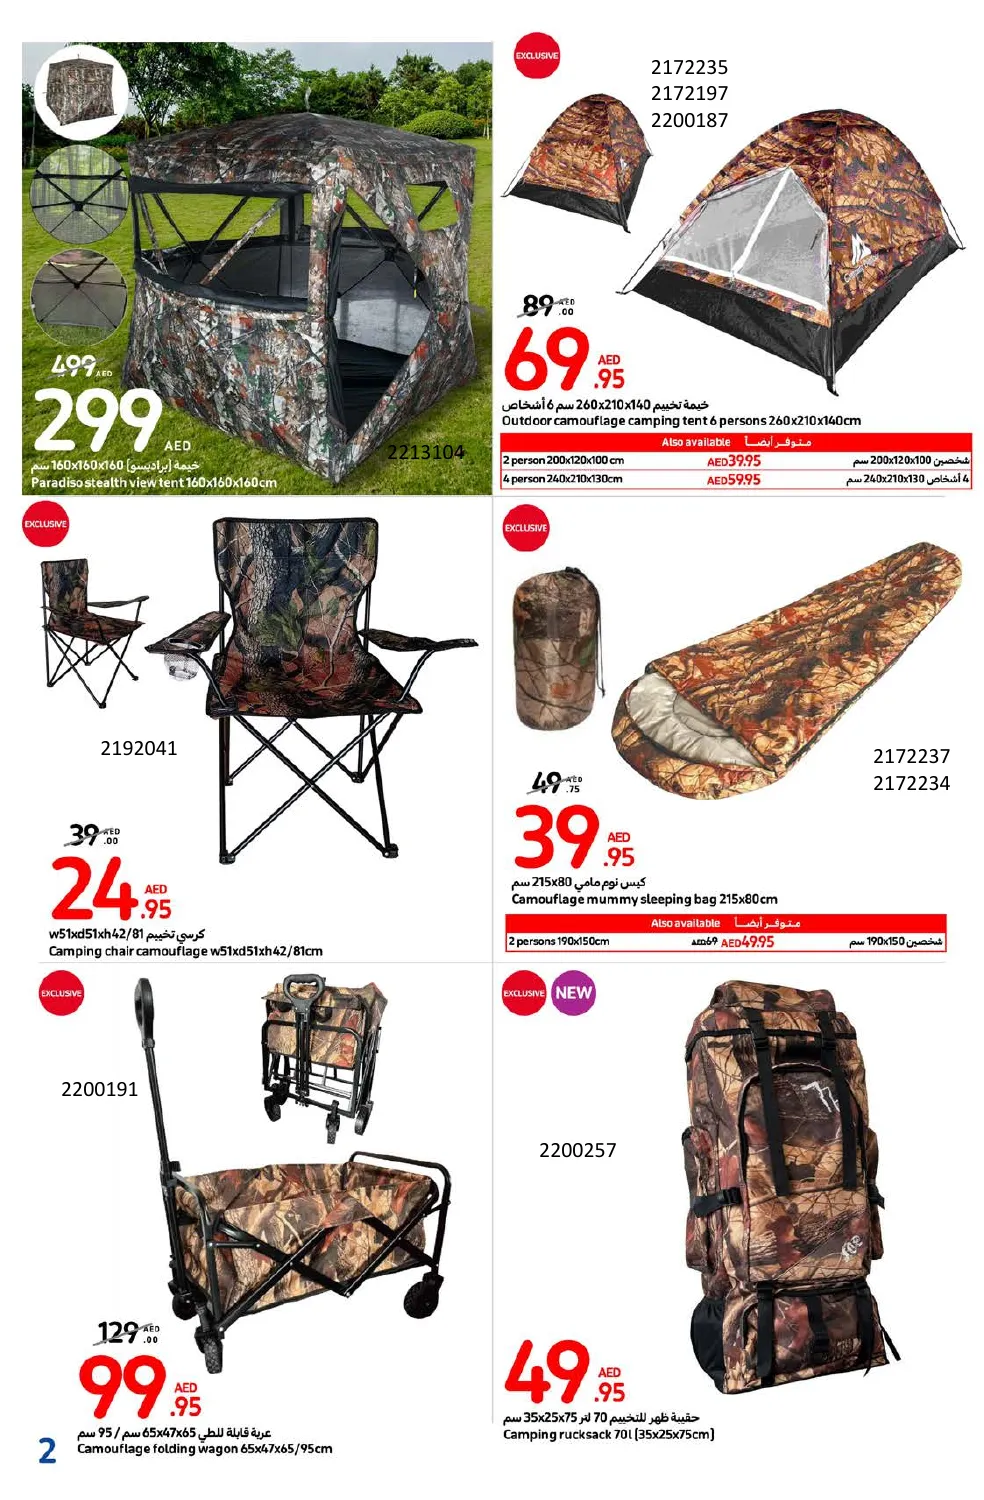 499 AED
299 AED
خيمة (براديسو) 160x160x160 سم
Paradiso stealth view tent 160x160x160cm
2213104
EXCLUSIVE
2172235
2172197
2200187
89 AED .00
69 AED .95
خيمة تخييم 260x210x140 سم 6 أشخاص
Outdoor camouflage camping tent 6 persons 260x210x140cm
Also available متوفر أيضاً
2 person 200x120x100 cm AED39.95 شخصين 200x120x100 سم
4 person 240x210x130cm AED59.95 4 أشخاص 240x210x130 سم
EXCLUSIVE
2192041
39 AED .00
24 AED .95
كرسي تخييم w51xd51xh42/81
Camping chair camouflage w51xd51xh42/81cm
EXCLUSIVE
2172237
2172234
49 AED .75
39 AED .95
كيس نوم مامي 215x80 سم
Camouflage mummy sleeping bag 215x80cm
Also available متوفر أيضاً
2 persons 190x150cm AED69 AED49.95 شخصين 190x150 سم
EXCLUSIVE
2200191
129 AED .00
99 AED .95
عربة قابلة للطي 65x47x65 سم / 95 سم
Camouflage folding wagon 65x47x65/95cm
EXCLUSIVE NEW
2200257
49 AED .95
حقيبة ظهر للتخييم 70 لتر 35x25x75 سم
Camping rucksack 70l (35x25x75cm)
2